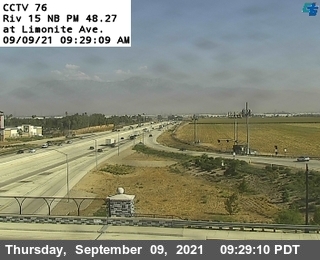 CCTV 76
Riv 15 NB PM 48.27
at Limonite Ave.
09/09/21 09:29:09 AM
Thursday, September 09, 2021 09:29:10 PDT